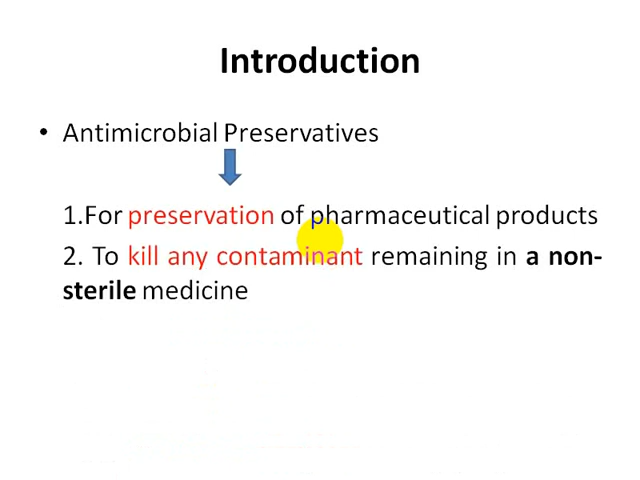 Introduction
• Antimicrobial Preservatives
1.For preservation of pharmaceutical products
2. To kill any contaminant remaining in a non-
sterile medicine